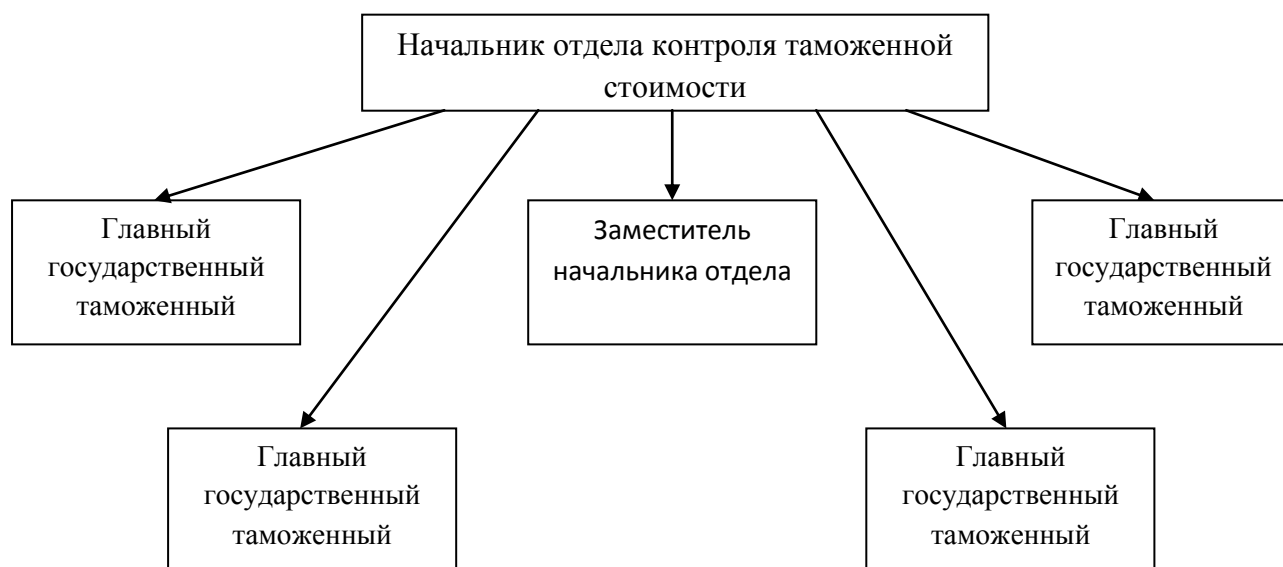 Начальник отдела контроля таможенной
стоимости
Главный
государственный
таможенный
Заместитель
начальника отдела
Главный
государственный
таможенный
Главный
государственный
таможенный
Главный
государственный
таможенный